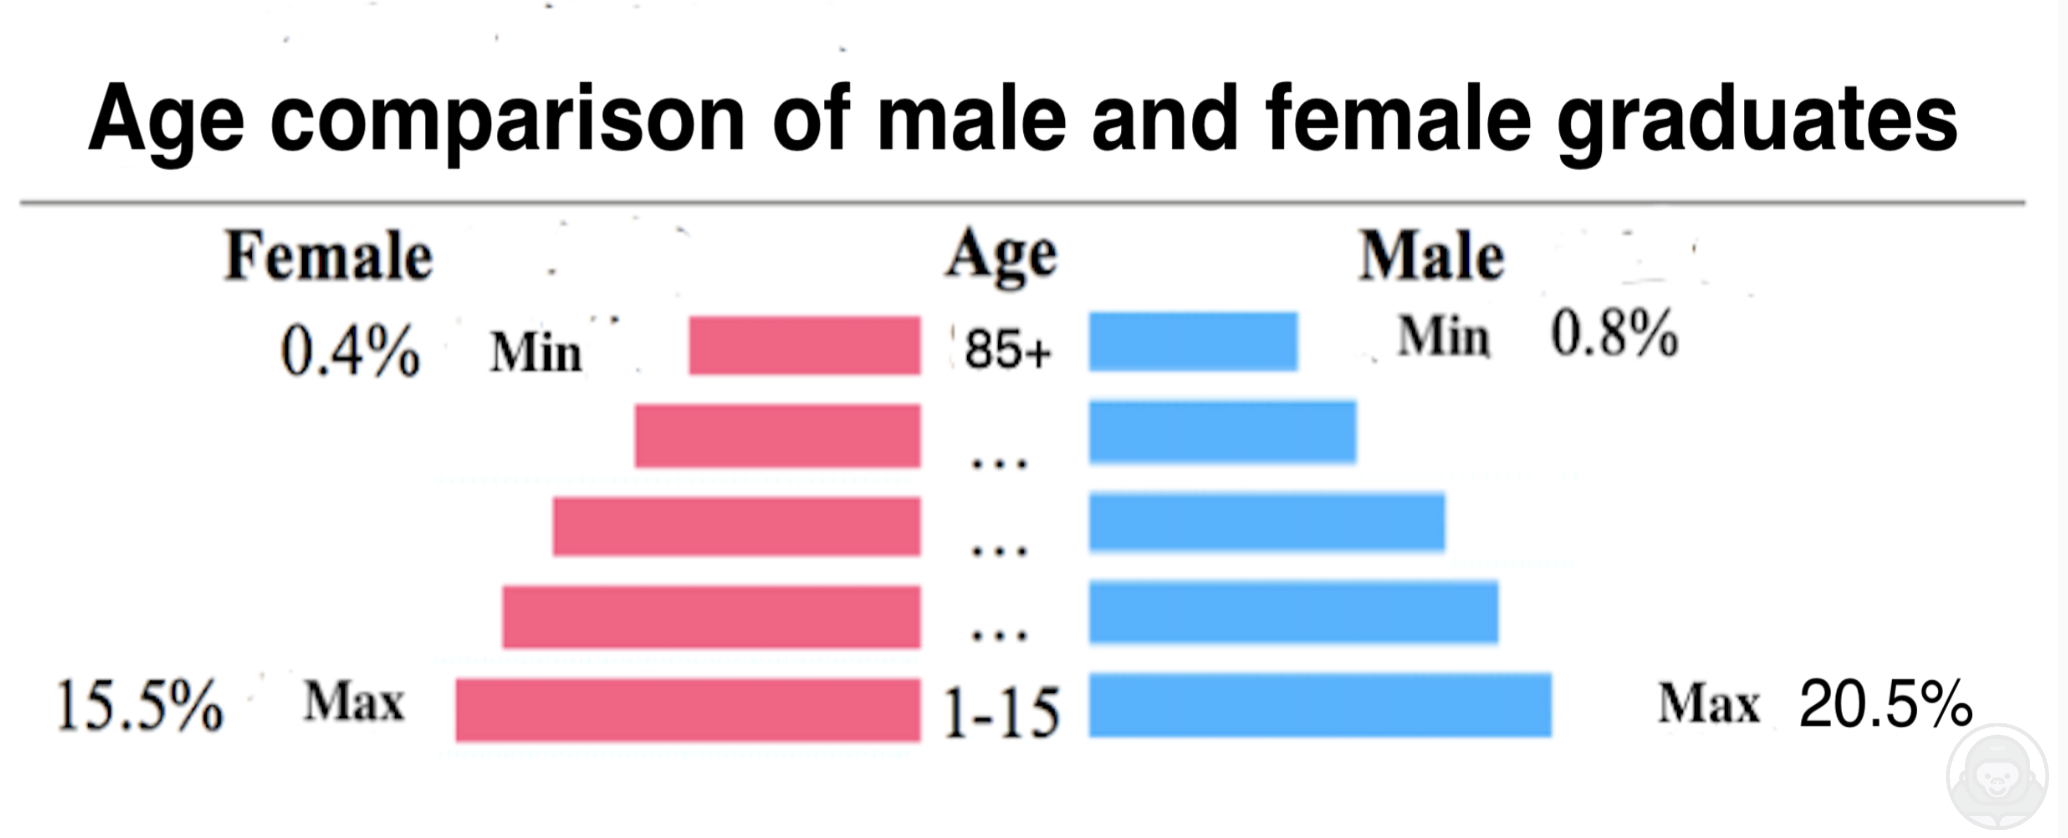 Age comparison of male and female graduates
Female Age Male
0.4% Min 85+ Min 0.8%
...
...
...
15.5% Max 1-15 Max 20.5%